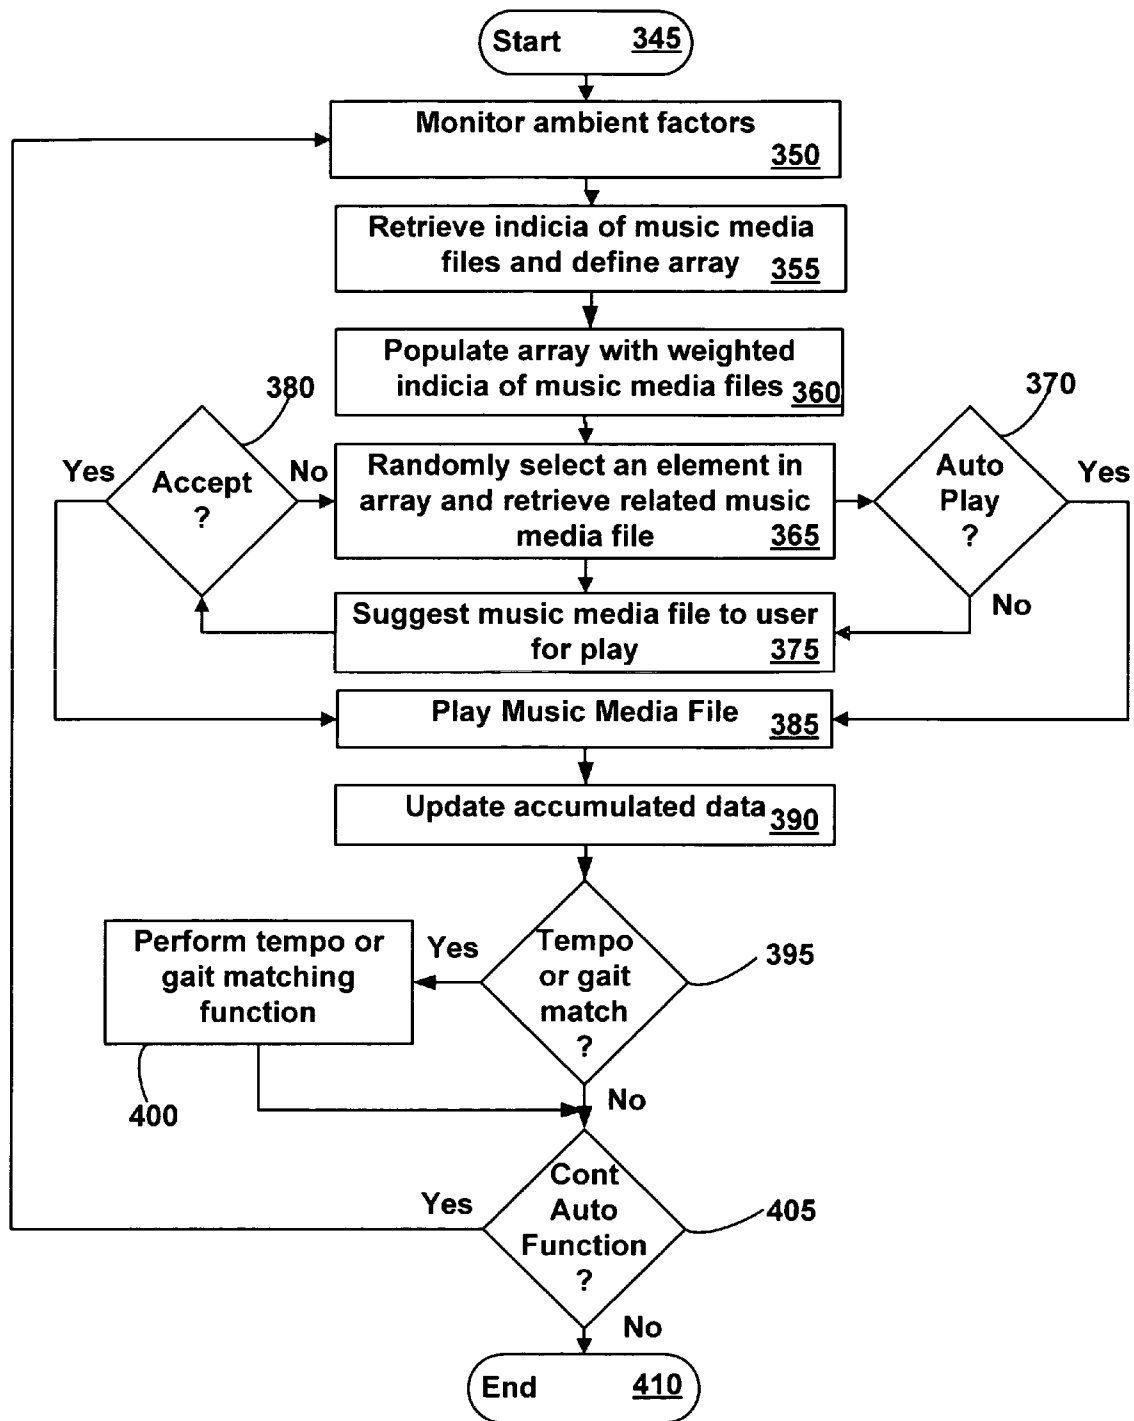 Start 345
Monitor ambient factors
350
Retrieve indicia of music media
files and define array 355
Populate array with weighted
indicia of music media files 360
380
370
Yes
Accept
?
No
Randomly select an element in
array and retrieve related music
media file 365
Auto
Play
?
Yes
No
Suggest music media file to user
for play 375
Play Music Media File 385
Update accumulated data 390
Perform tempo or
gait matching
function
Yes
Tempo
or gait
match
?
395
400
No
Cont
Auto
Function
?
Yes
405
No
End 410